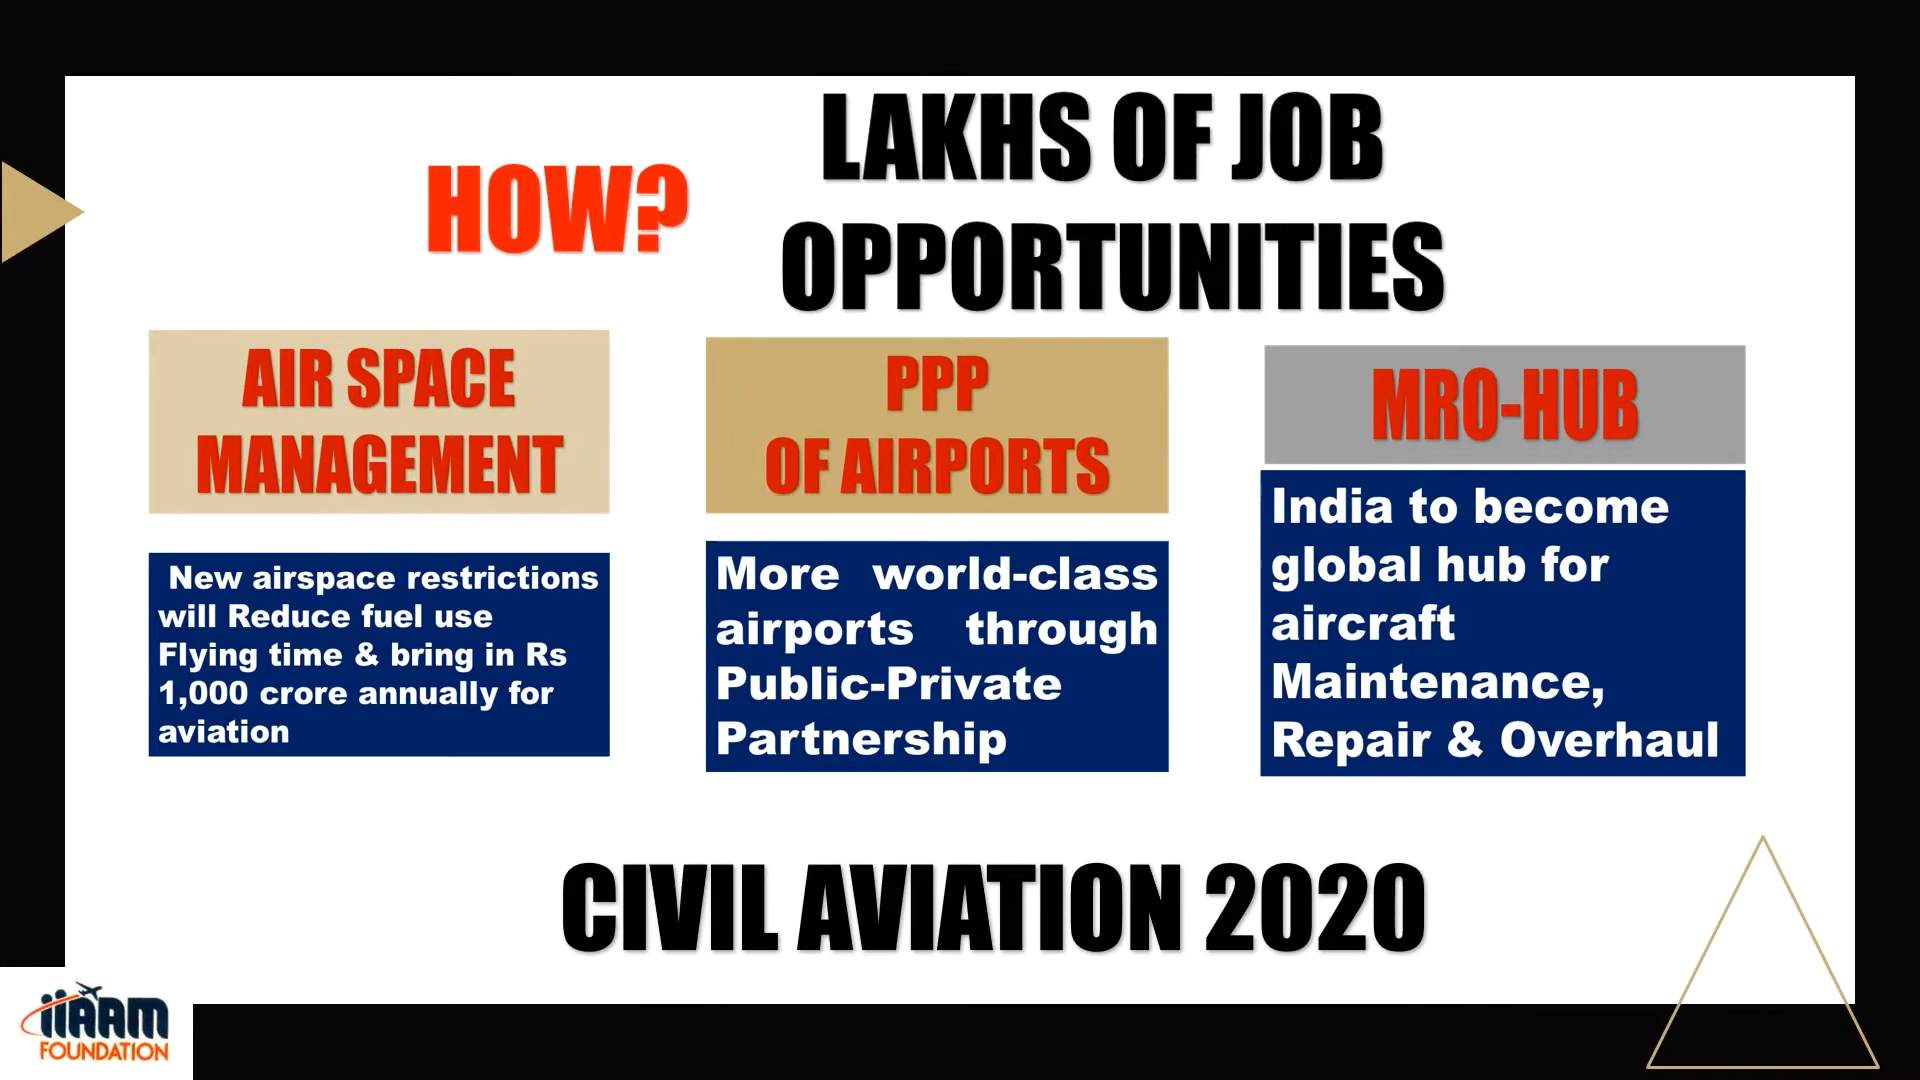 HOW?
LAKHS OF JOB
OPPORTUNITIES
AIR SPACE
MANAGEMENT
New airspace restrictions
will Reduce fuel use
Flying time & bring in Rs
1,000 crore annually for
aviation
PPP
OF AIRPORTS
More world-class
airports through
Public-Private
Partnership
MRO-HUB
India to become
global hub for
aircraft
Maintenance,
Repair & Overhaul
CIVIL AVIATION 2020
iiAAM
FOUNDATION